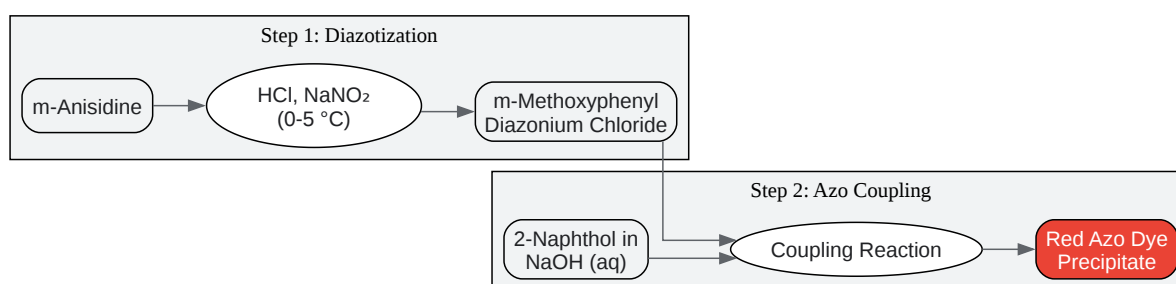 Step 1: Diazotization
m-Anisidine
HCl, NaNO₂
(0-5 °C)
m-Methoxyphenyl
Diazonium Chloride
Step 2: Azo Coupling
2-Naphthol in
NaOH (aq)
Coupling Reaction
Red Azo Dye
Precipitate